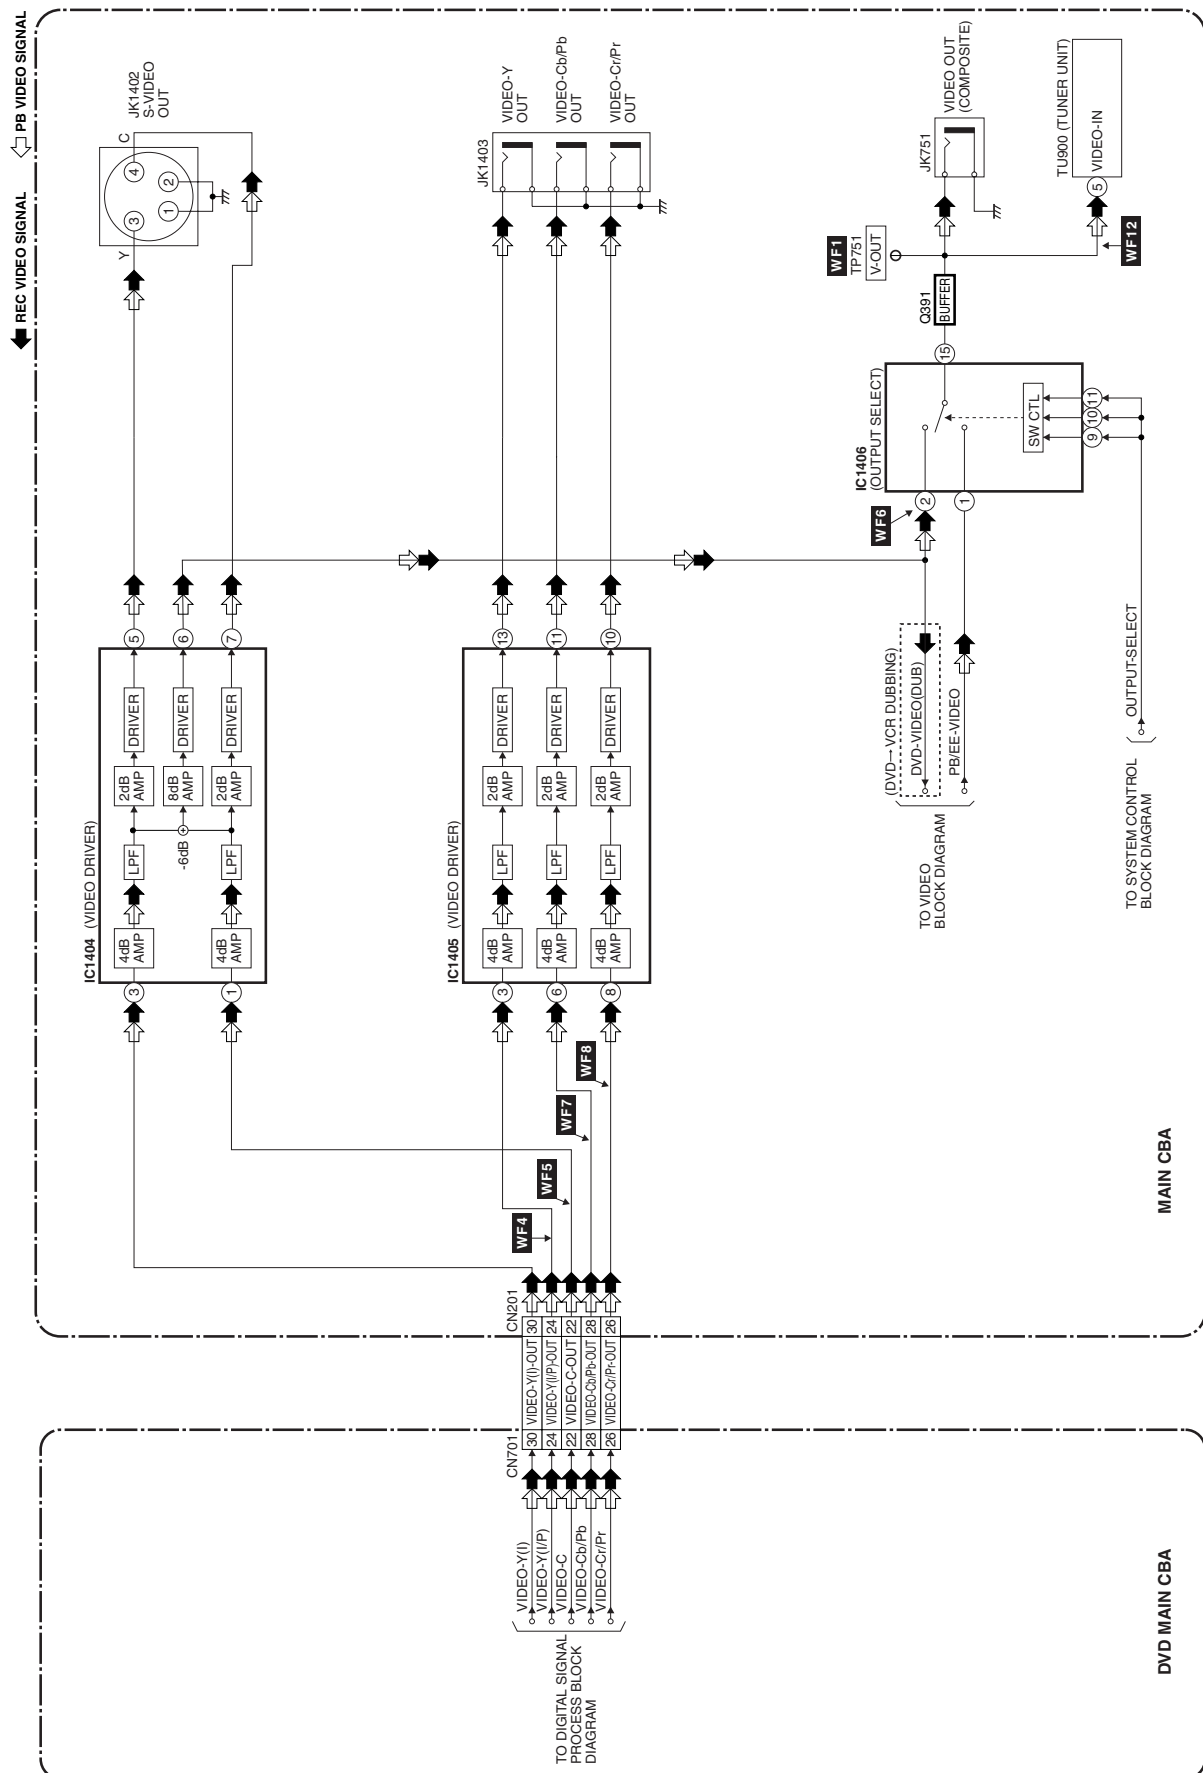 REC VIDEO SIGNAL
PB VIDEO SIGNAL
DVD MAIN CBA
TO DIGITAL SIGNAL
PROCESS BLOCK
DIAGRAM
VIDEO-Y(I)
VIDEO-Y(I/P)
VIDEO-C
VIDEO-Cb/Pb
VIDEO-Cr/Pr
CN701
CN201
30 VIDEO-Y(I)-OUT 30
24 VIDEO-Y(I/P)-OUT 24
22 VIDEO-C-OUT 22
28 VIDEO-Cb/Pb-OUT 28
26 VIDEO-Cr/Pr-OUT 26
MAIN CBA
WF4
WF5
WF7
WF8
IC1404 (VIDEO DRIVER)
3
4dB
AMP
LPF
2dB
AMP
DRIVER
5
-6dB
+
8dB
AMP
DRIVER
6
1
4dB
AMP
LPF
2dB
AMP
DRIVER
7
IC1405 (VIDEO DRIVER)
3
4dB
AMP
LPF
2dB
AMP
DRIVER
13
6
4dB
AMP
LPF
2dB
AMP
DRIVER
11
8
4dB
AMP
LPF
2dB
AMP
DRIVER
10
JK1402
S-VIDEO
OUT
Y
C
3
4
1
2
JK1403
VIDEO-Y
OUT
VIDEO-Cb/Pb
OUT
VIDEO-Cr/Pr
OUT
TO VIDEO
BLOCK DIAGRAM
(DVD→VCR DUBBING)
DVD-VIDEO(DUB)
PB/EE-VIDEO
TO SYSTEM CONTROL
BLOCK DIAGRAM
OUTPUT-SELECT
WF6
IC1406
(OUTPUT SELECT)
2
1
SW CTL
9
10
11
15
Q391
BUFFER
WF1
TP751
V-OUT
JK751
VIDEO OUT
(COMPOSITE)
WF12
TU900 (TUNER UNIT)
5
VIDEO-IN